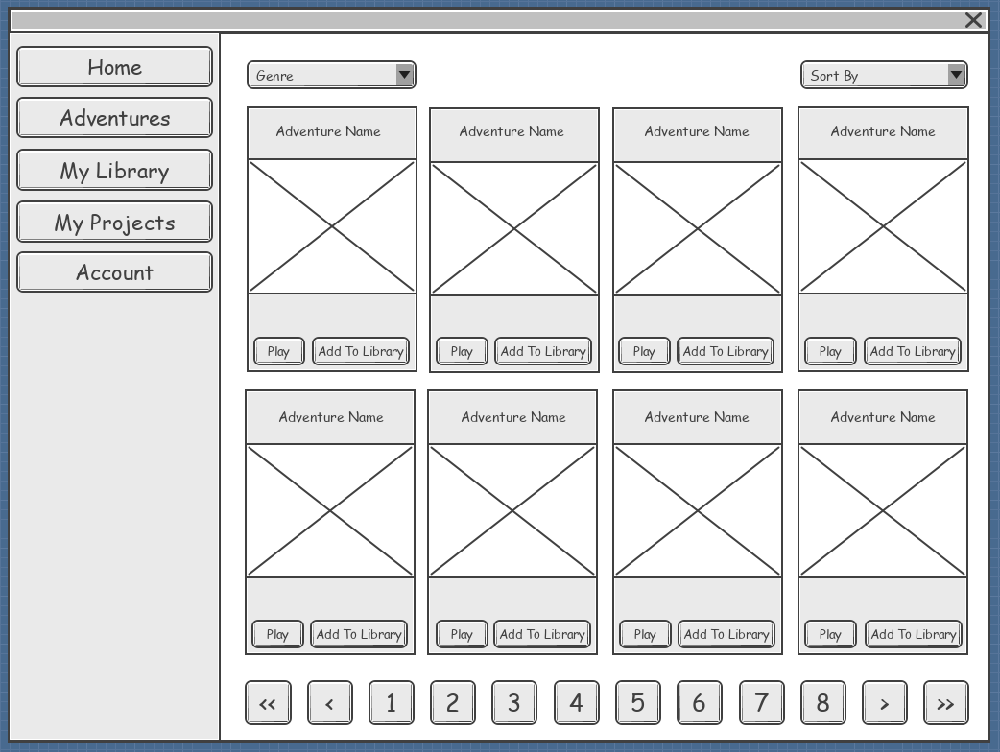 Home
Adventures
My Library
My Projects
Account
Genre
Sort By
Adventure Name
Adventure Name
Adventure Name
Adventure Name
Play
Add To Library
Play
Add To Library
Play
Add To Library
Play
Add To Library
Adventure Name
Adventure Name
Adventure Name
Adventure Name
Play
Add To Library
Play
Add To Library
Play
Add To Library
Play
Add To Library
<< < 1 2 3 4 5 6 7 8 > >>